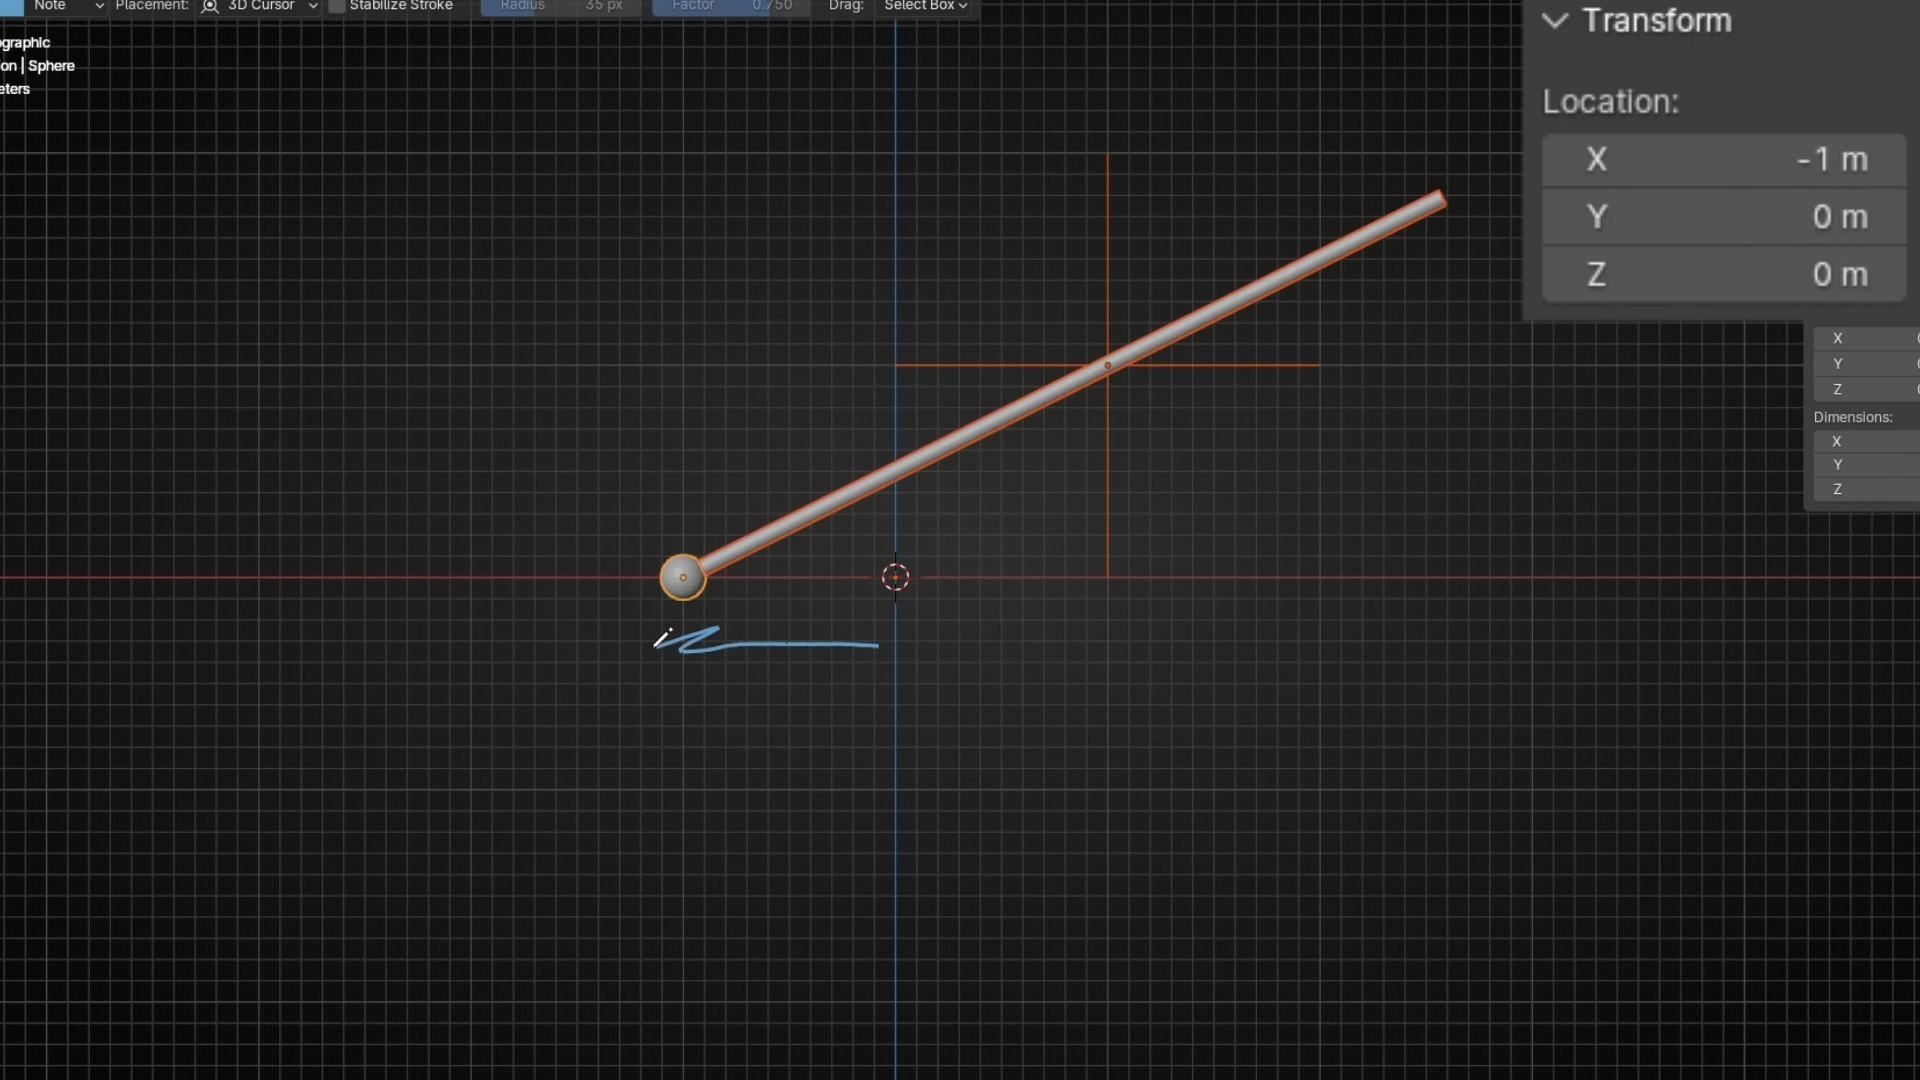 Note Placement: 3D Cursor Stabilize Stroke Radius 35 px Factor 0.750 Drag: Select Box
ographic
on | Sphere
eters
Transform
Location:
X -1 m
Y 0 m
Z 0 m
X
Y
Z
Dimensions:
X
Y
Z